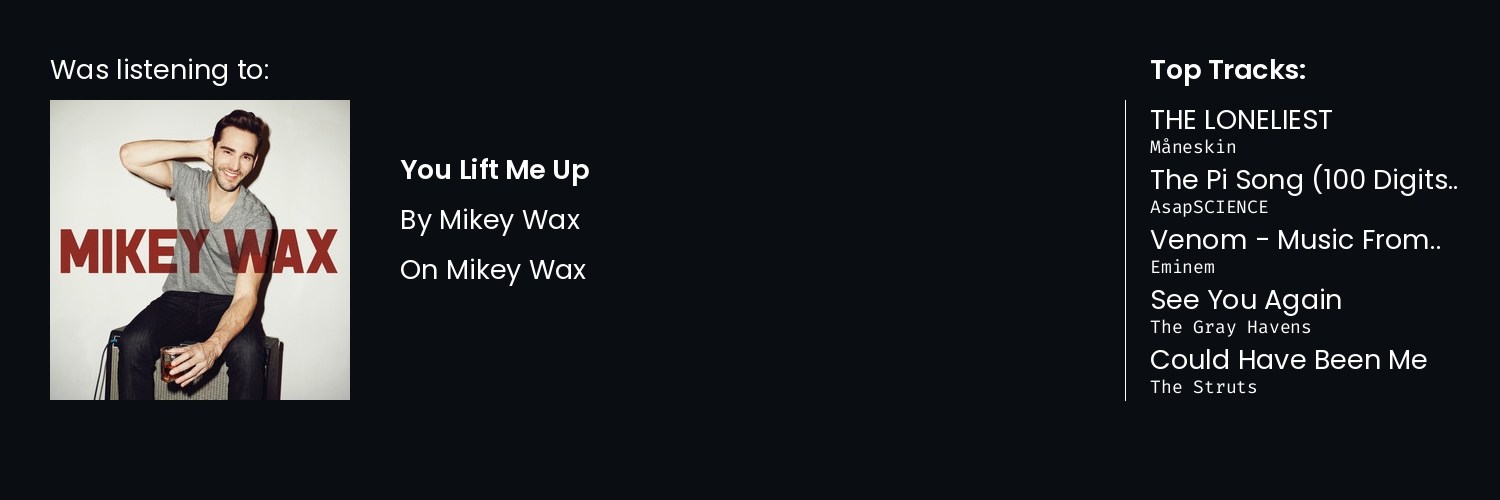 Was listening to:
MIKEY WAX
You Lift Me Up
By Mikey Wax
On Mikey Wax
Top Tracks:
THE LONELIEST
Måneskin
The Pi Song (100 Digits..
AsapSCIENCE
Venom - Music From..
Eminem
See You Again
The Gray Havens
Could Have Been Me
The Struts